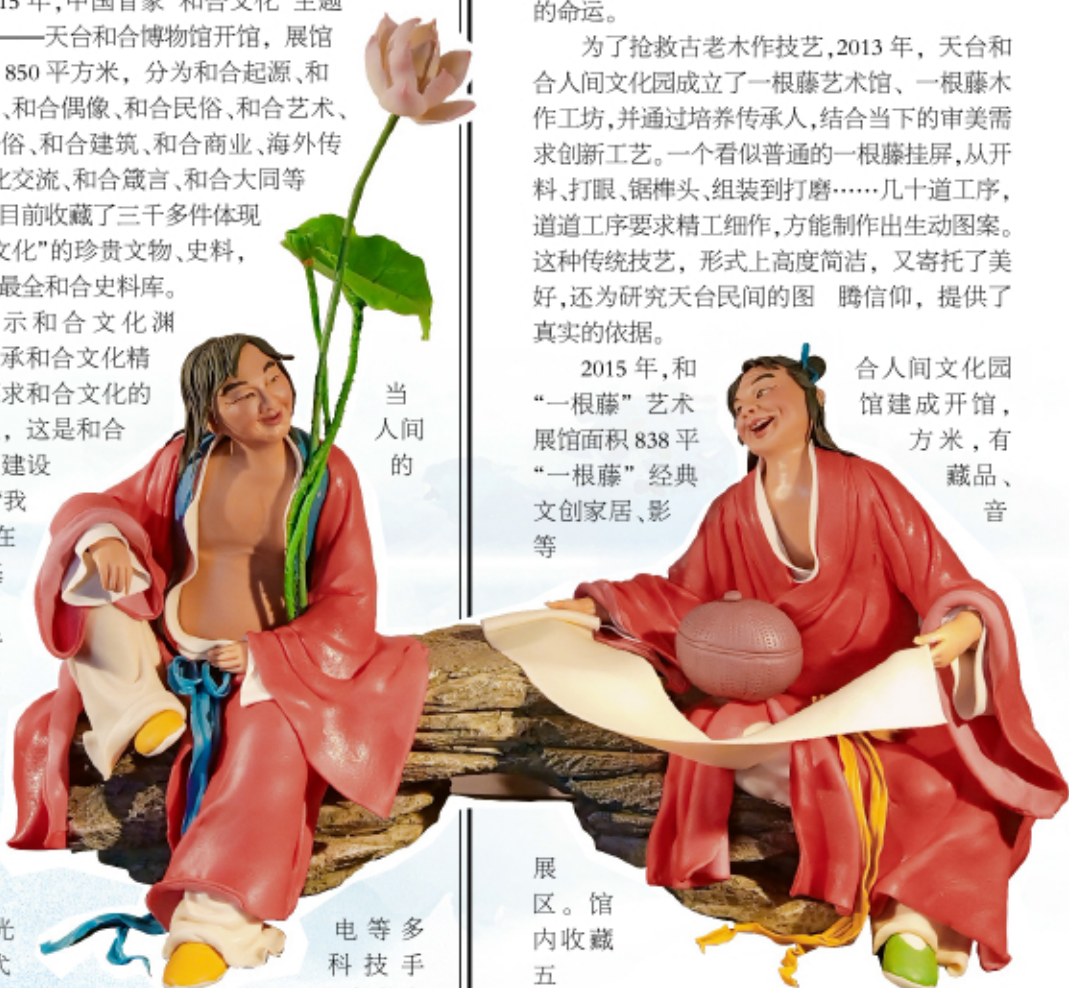 15 年,中国首家“和合文化”主题
——天台和合博物馆开馆，展馆
850 平方米，分为和合起源、和
、和合偶像、和合民俗、和合艺术、
俗、和合建筑、和合商业、海外传
化交流、和合箴言、和合大同等
目前收藏了三千多件体现
文化”的珍贵文物、史料，
最全和合史料库。
示和合文化渊
承和合文化精
求和合文化的 当
，这是和合 人间
建设 的
“我
在
光 电等多
代 科技手
的命运。
为了抢救古老木作技艺,2013 年，天台和
合人间文化园成立了一根藤艺术馆、一根藤木
作工坊,并通过培养传承人,结合当下的审美需
求创新工艺。一个看似普通的一根藤挂屏,从开
料、打眼、锯榫头、组装到打磨……几十道工序,
道道工序要求精工细作,方能制作出生动图案。
这种传统技艺，形式上高度简洁，又寄托了美
好,还为研究天台民间的图 腾信仰，提供了
真实的依据。
2015 年,和 合人间文化园
“一根藤”艺术 馆建成开馆，
展馆面积 838 平 方米，有
“一根藤”经典 藏品、
文创家居、影 音
等
展
区。馆
内收藏
五